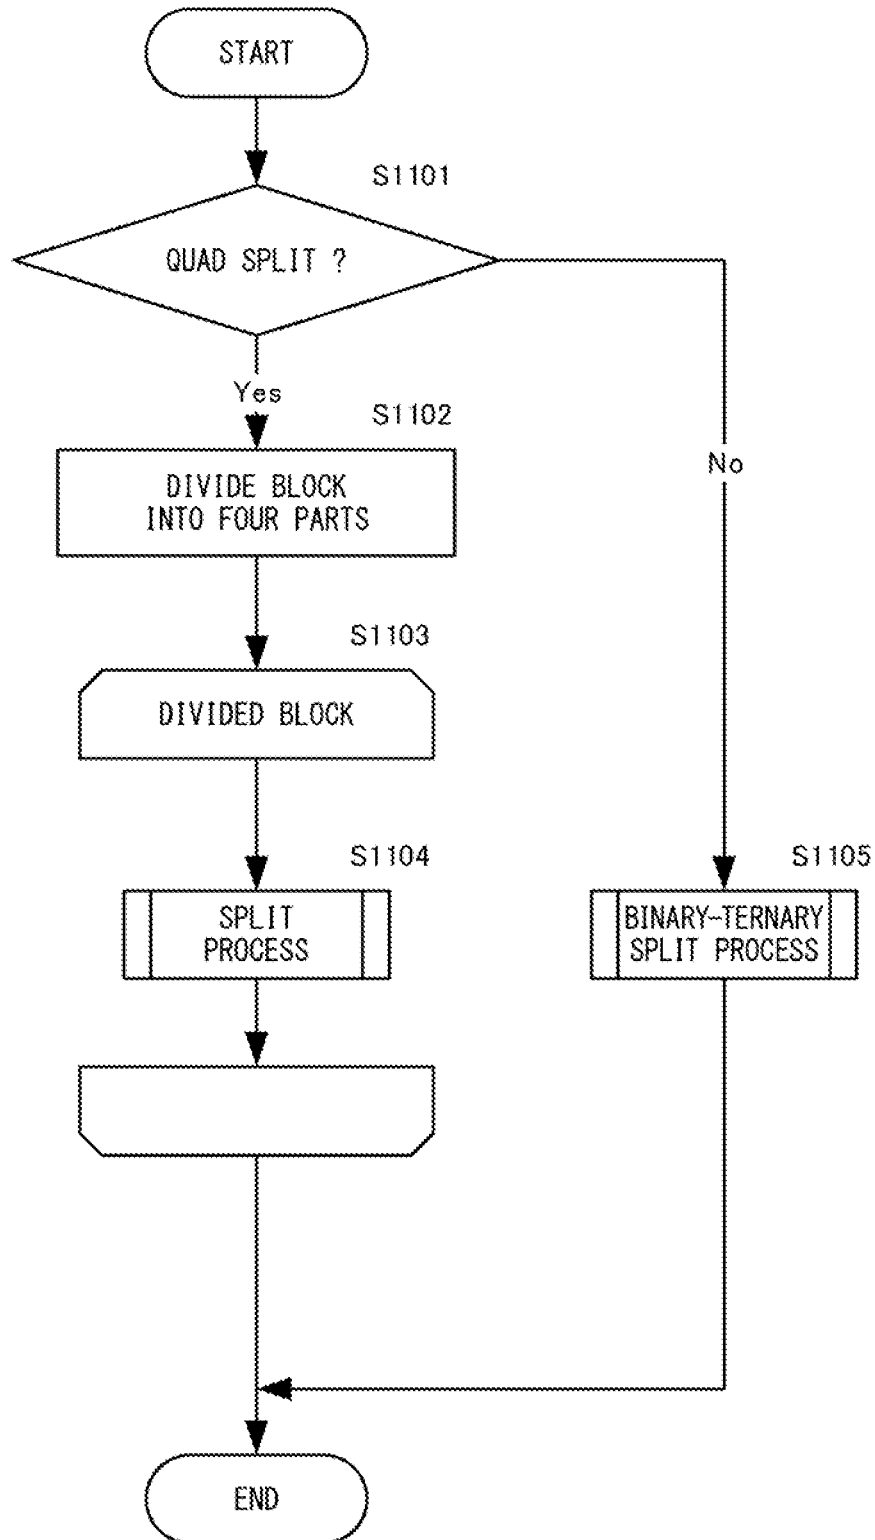 START
S1101
QUAD SPLIT ?
Yes
S1102
No
DIVIDE BLOCK
INTO FOUR PARTS
S1103
DIVIDED BLOCK
S1104
S1105
SPLIT
PROCESS
BINARY-TERNARY
SPLIT PROCESS
END